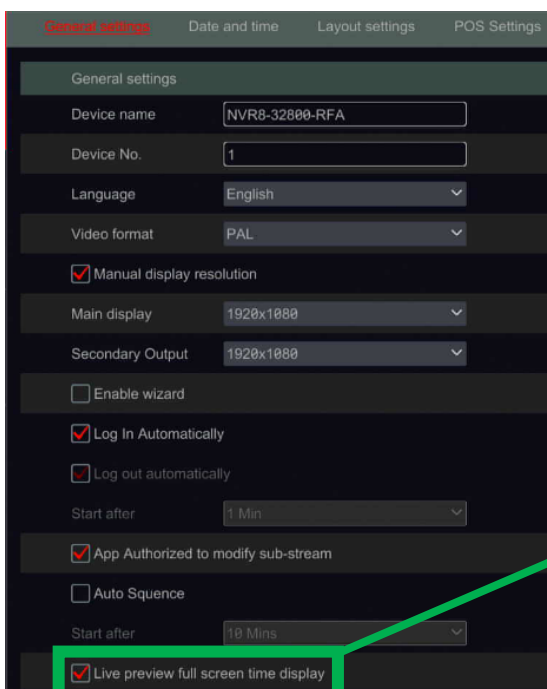 General settings Date and time Layout settings POS Settings
General settings
Device name NVR8-32800-RFA
Device No. 1
Language English
Video format PAL
Manual display resolution
Main display 1920x1080
Secondary Output 1920x1080
Enable wizard
Log In Automatically
Log out automatically
Start after 1 Min
App Authorized to modify sub-stream
Auto Squence
Start after 10 Mins
Live preview full screen time display